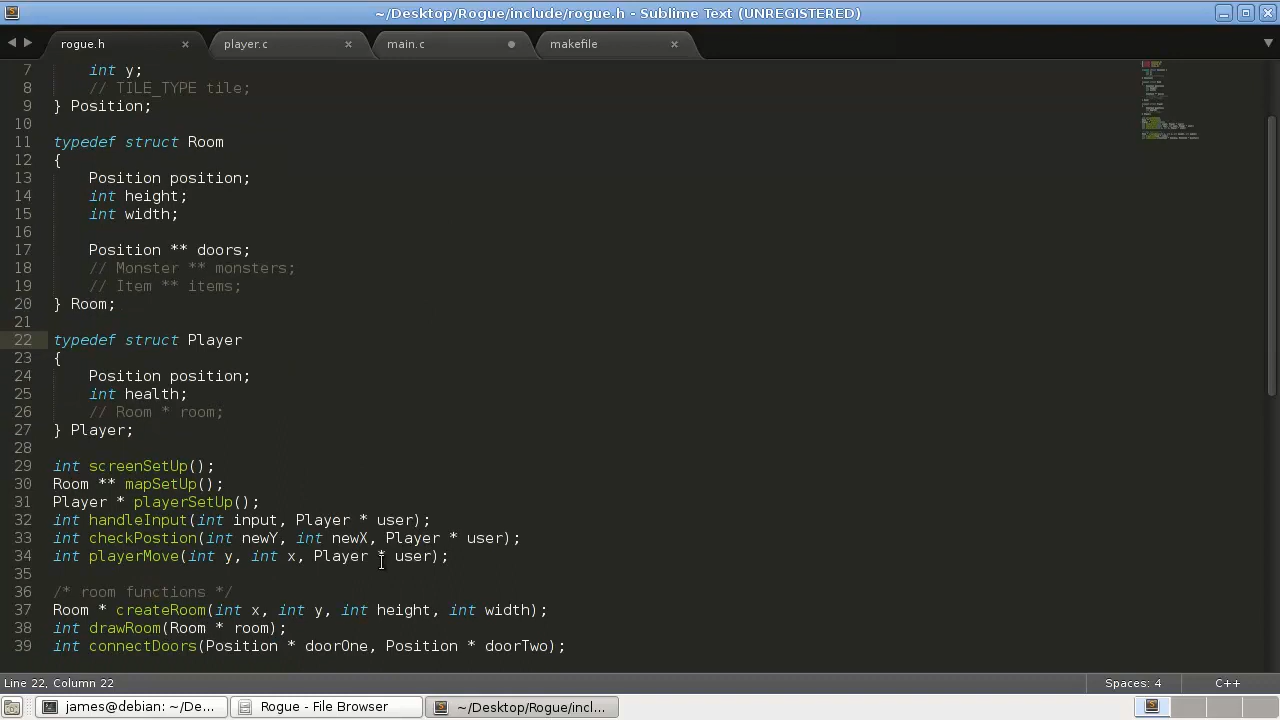 ~/Desktop/Rogue/include/rogue.h - Sublime Text (UNREGISTERED)
rogue.h × player.c × main.c makefile ×
7 int y;
8 // TILE_TYPE tile;
9 } Position;
10
11 typedef struct Room
12 {
13 Position position;
14 int height;
15 int width;
16
17 Position ** doors;
18 // Monster ** monsters;
19 // Item ** items;
20 } Room;
21
22 typedef struct Player
23 {
24 Position position;
25 int health;
26 // Room * room;
27 } Player;
28
29 int screenSetUp();
30 Room ** mapSetUp();
31 Player * playerSetUp();
32 int handleInput(int input, Player * user);
33 int checkPostion(int newY, int newX, Player * user);
34 int playerMove(int y, int x, Player * user);
35
36 /* room functions */
37 Room * createRoom(int x, int y, int height, int width);
38 int drawRoom(Room * room);
39 int connectDoors(Position * doorOne, Position * doorTwo);
Line 22, Column 22 Spaces: 4 C++
james@debian: ~/De... Rogue - File Browser ~/Desktop/Rogue/incl...